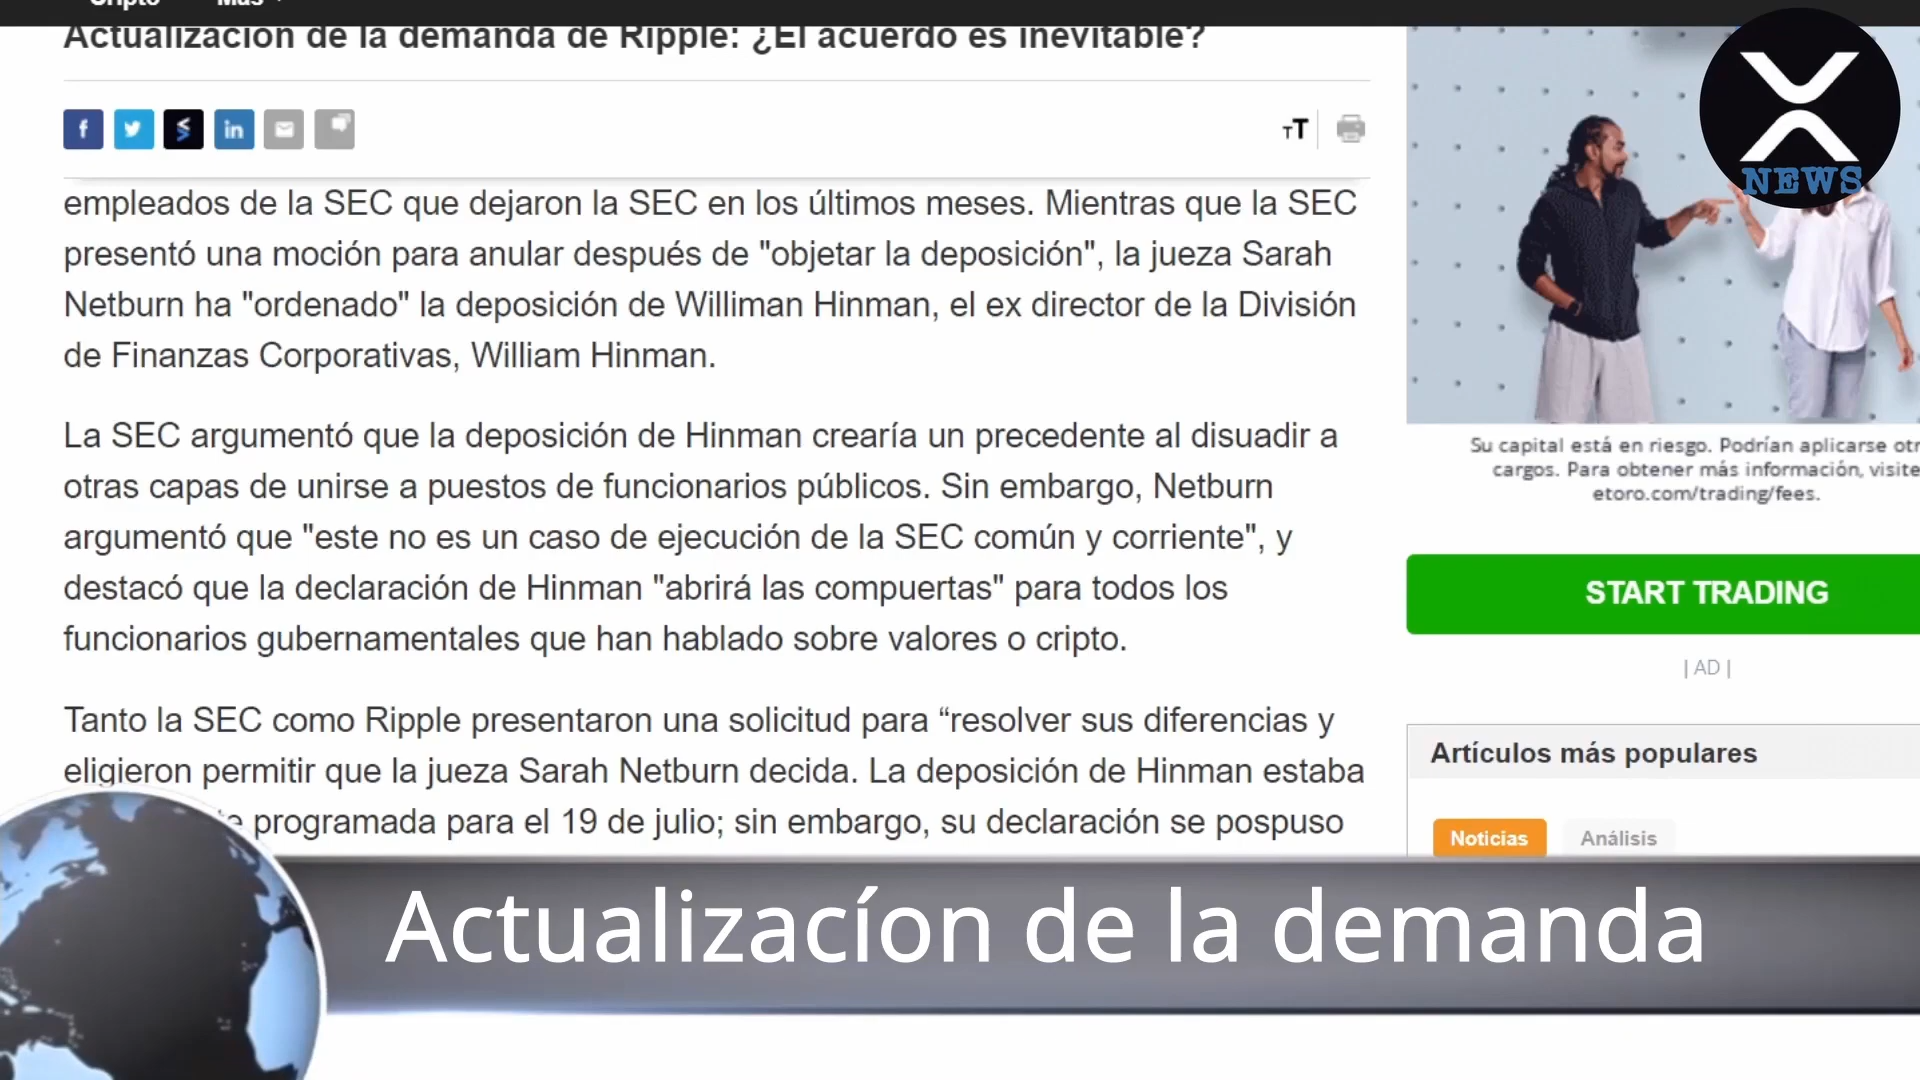 Cripto Más
Actualización de la demanda de Ripple: ¿El acuerdo es inevitable?
f in TT
empleados de la SEC que dejaron la SEC en los últimos meses. Mientras que la SEC
presentó una moción para anular después de "objetar la deposición", la jueza Sarah
Netburn ha "ordenado" la deposición de Williman Hinman, el ex director de la División
de Finanzas Corporativas, William Hinman.
La SEC argumentó que la deposición de Hinman crearía un precedente al disuadir a
otras capas de unirse a puestos de funcionarios públicos. Sin embargo, Netburn
argumentó que "este no es un caso de ejecución de la SEC común y corriente", y
destacó que la declaración de Hinman "abrirá las compuertas" para todos los
funcionarios gubernamentales que han hablado sobre valores o cripto.
Tanto la SEC como Ripple presentaron una solicitud para “resolver sus diferencias y
eligieron permitir que la jueza Sarah Netburn decida. La deposición de Hinman estaba
programada para el 19 de julio; sin embargo, su declaración se pospuso
X
NEWS
Su capital está en riesgo. Podrían aplicarse
cargos. Para obtener más información, visite
etoro.com/trading/fees.
START TRADING
| AD |
Artículos más populares
Noticias Análisis
Actualizacíon de la demanda